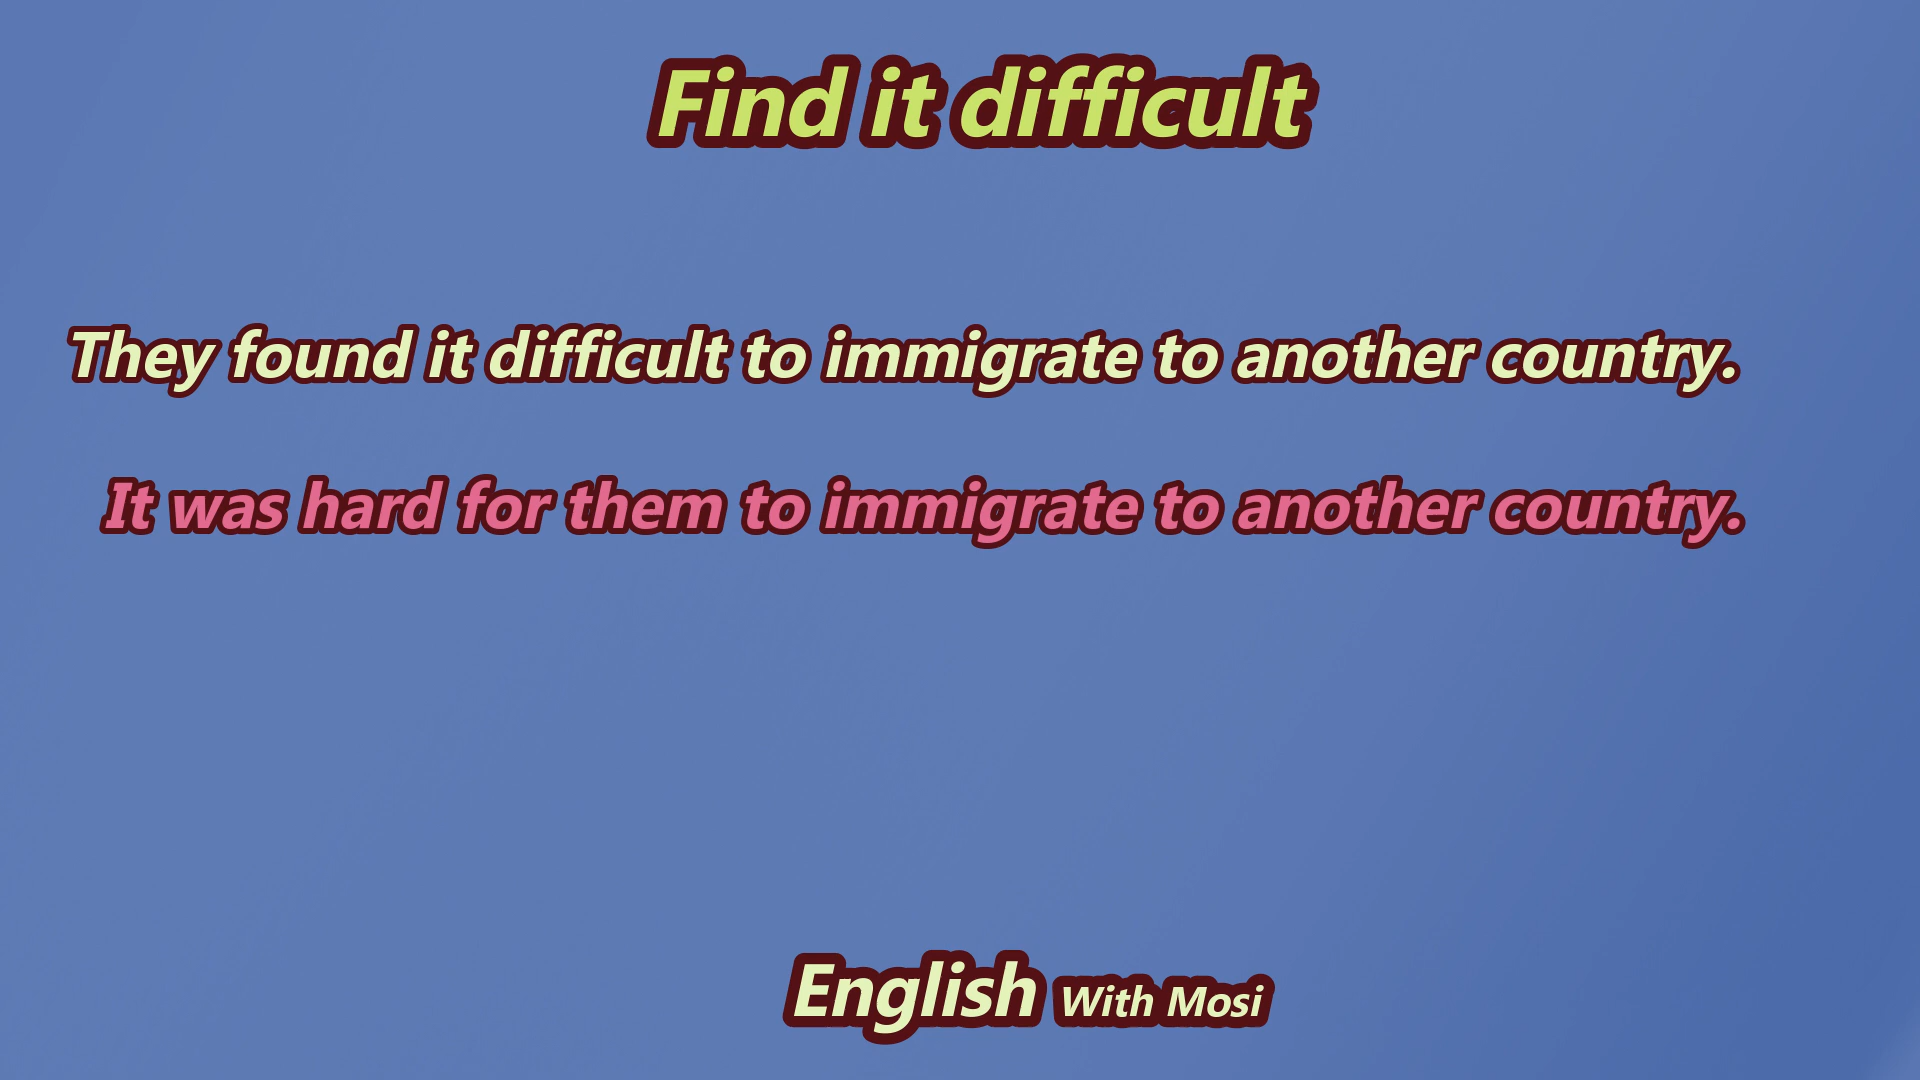 Find it difficult
They found it difficult to immigrate to another country.
It was hard for them to immigrate to another country.
English With Mosi